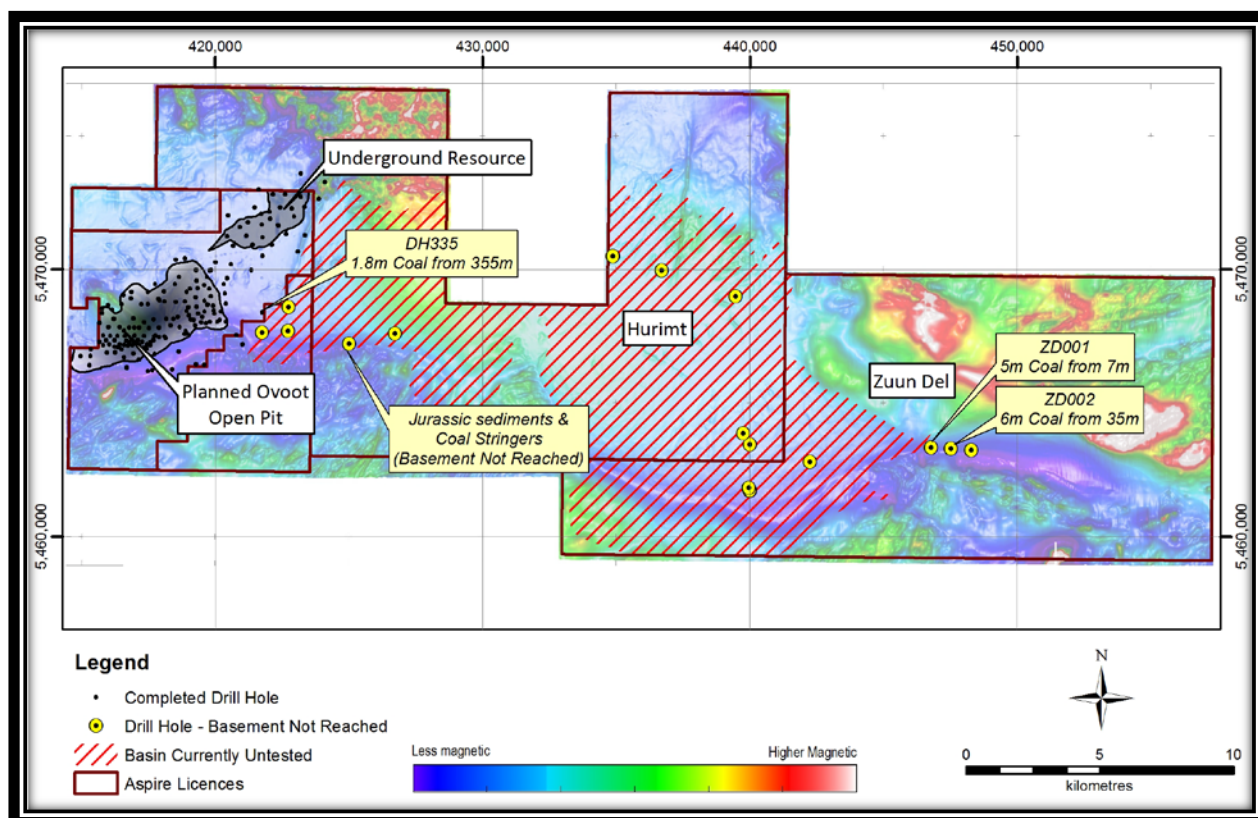 420,000
430,000
440,000
450,000
Underground Resource
DH335
1.8m Coal from 355m
5,470,000
5,470,000
Hurimt
Zuun Del
ZD001
5m Coal from 7m
ZD002
6m Coal from 35m
Planned Ovoot
Open Pit
Jurassic sediments &
Coal Stringers
(Basement Not Reached)
5,460,000
5,460,000
Legend
Completed Drill Hole
Drill Hole - Basement Not Reached
Basin Currently Untested
Aspire Licences
Less magnetic
Higher Magnetic
N
0
5
10
kilometres